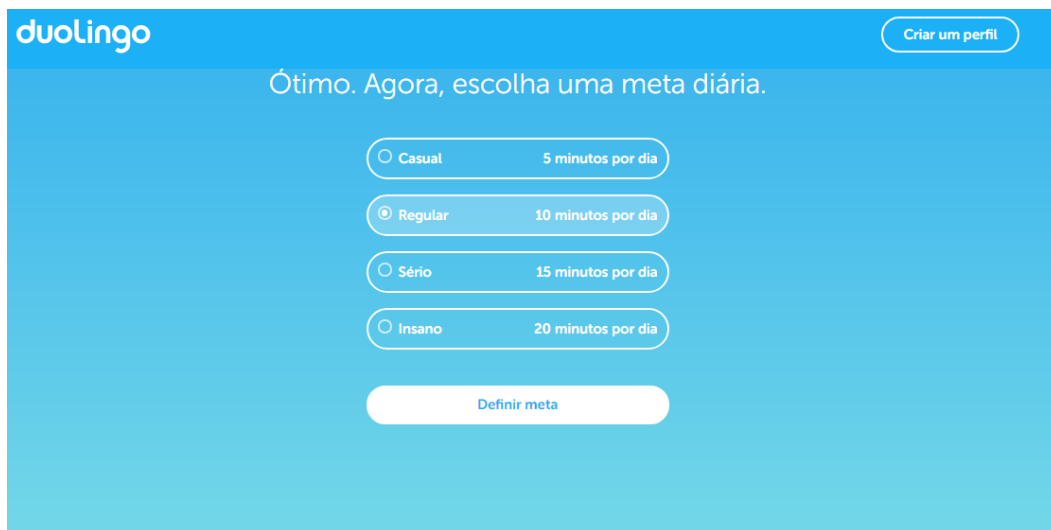 duolingo
Criar um perfil
Ótimo. Agora, escolha uma meta diária.
Casual 5 minutos por dia
Regular 10 minutos por dia
Sério 15 minutos por dia
Insano 20 minutos por dia
Definir meta